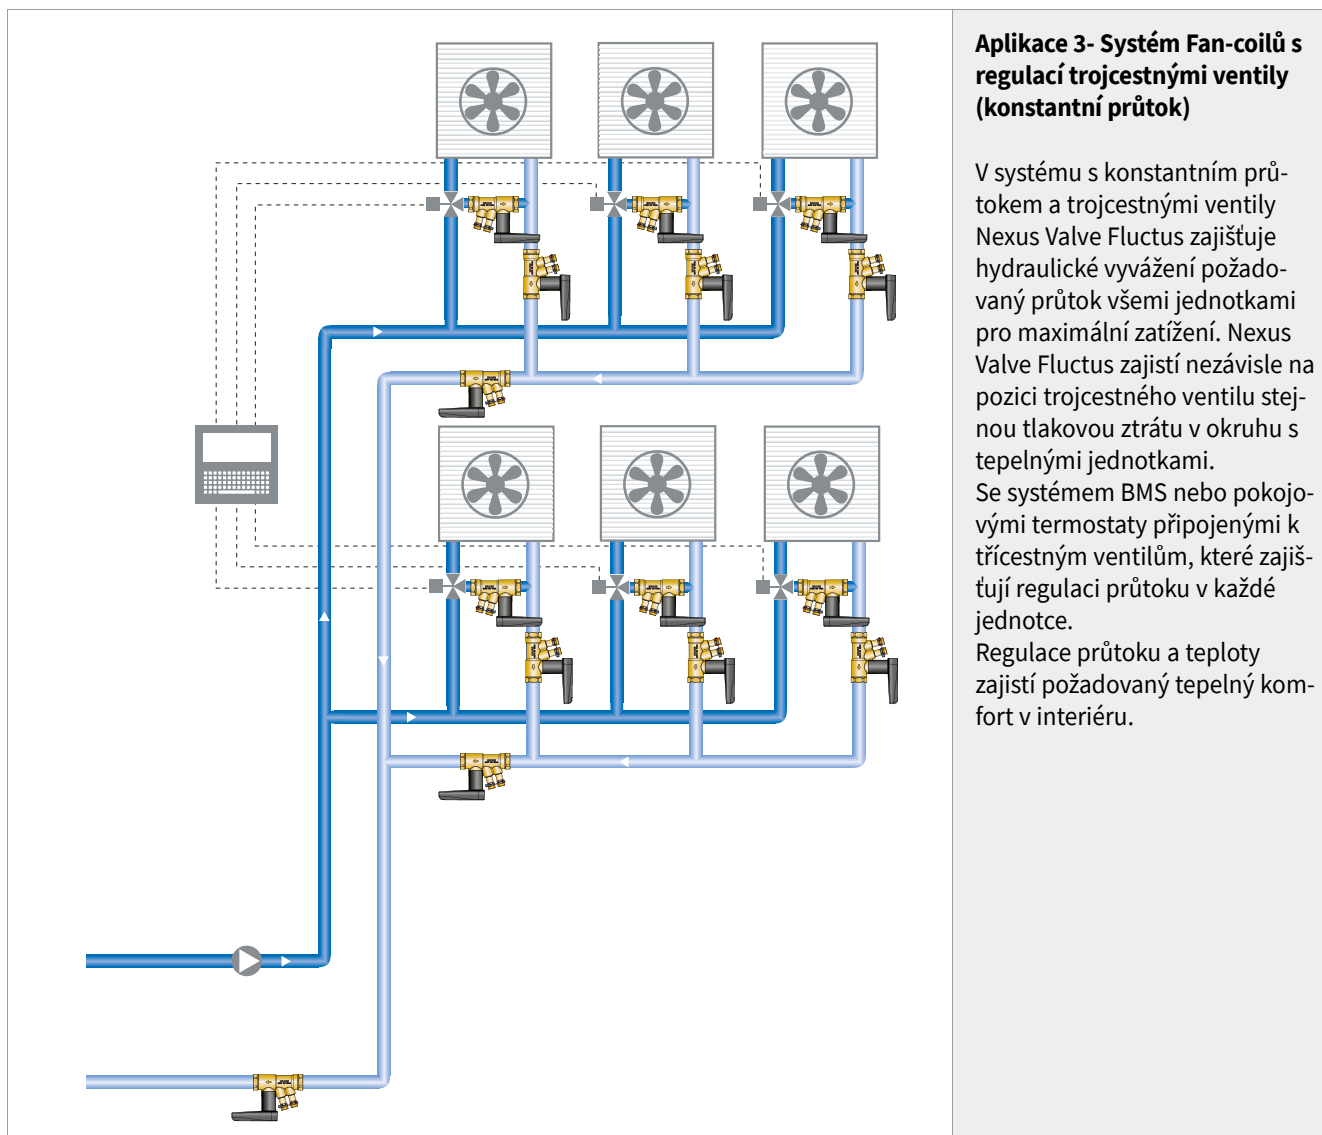 Aplikace 3- Systém Fan-coilů s
regulací trojcestnými ventily
(konstantní průtok)
V systému s konstantním prů-
tokem a trojcestnými ventily
Nexus Valve Fluctus zajišťuje
hydraulické vyvážení požado-
vaný průtok všemi jednotkami
pro maximální zatížení. Nexus
Valve Fluctus zajistí nezávisle na
pozici trojcestného ventilu stej-
nou tlakovou ztrátu v okruhu s
tepelnými jednotkami.
Se systémem BMS nebo pokojo-
vými termostaty připojenými k
třícestným ventilům, které zajiš-
ťují regulaci průtoku v každé
jednotce.
Regulace průtoku a teploty
zajistí požadovaný tepelný kom-
fort v interiéru.